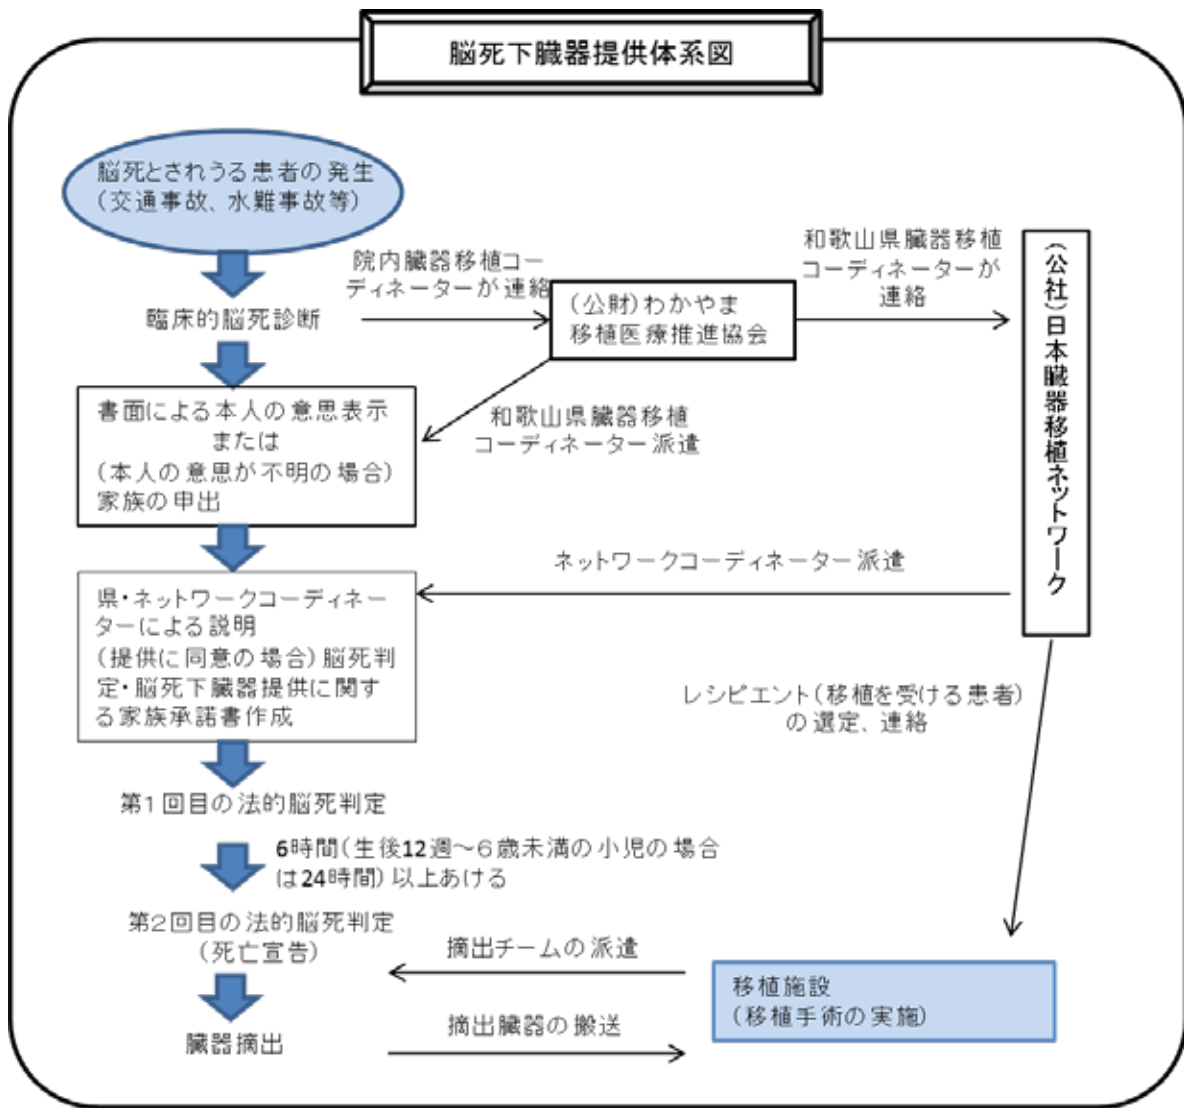 脳死下臓器提供体系図
脳死とされうる患者の発生
(交通事故、水難事故等)
臨床的脳死診断
院内臓器移植コー
ディネーターが連絡
(公財)わかやま
移植医療推進協会
和歌山県臓器移植
コーディネーターが
連絡
(公社)日本臓器移植ネットワーク
書面による本人の意思表示
または
(本人の意思が不明の場合)
家族の申出
和歌山県臓器移植
コーディネーター派遣
ネットワークコーディネーター派遣
県・ネットワークコーディネー
ターによる説明
(提供に同意の場合)脳死判
定・脳死下臓器提供に関す
る家族承諾書作成
レシピエント(移植を受ける患者)
の選定、連絡
第1回目の法的脳死判定
6時間(生後12週～6歳未満の小児の場合
は24時間)以上あける
第2回目の法的脳死判定
(死亡宣告)
摘出チームの派遣
移植施設
(移植手術の実施)
摘出臓器の搬送
臓器摘出